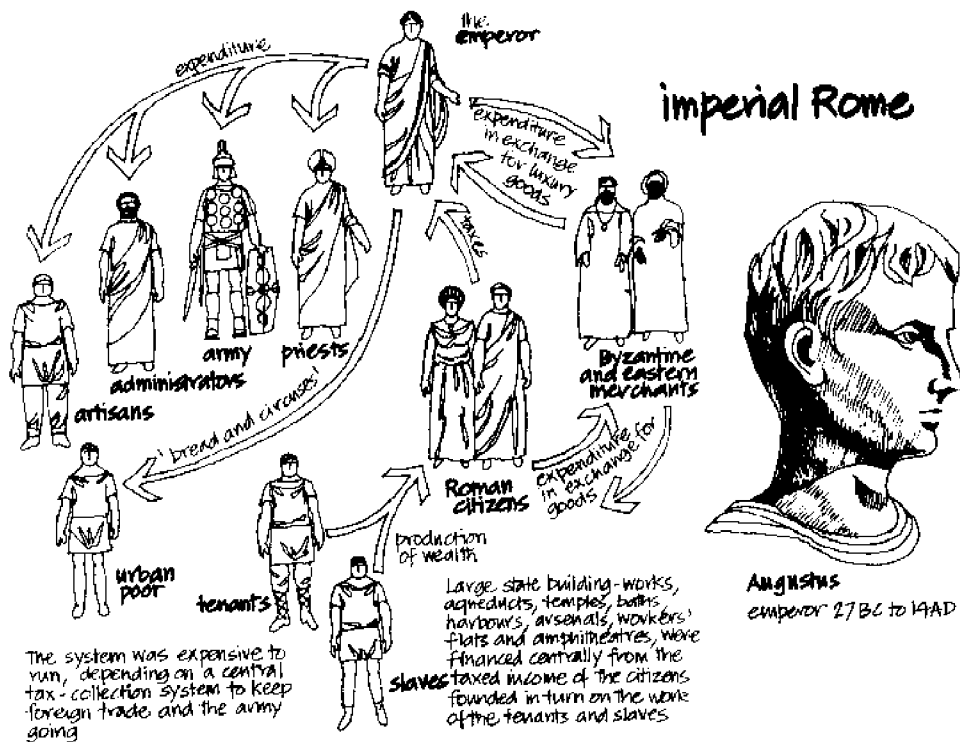 the
emperor
expenditure
imperial Rome
expenditure
in exchange
for luxury
goods
taxes
army
priests
administrators
artisans
Byzantine
and eastern
merchants
'bread and circuses'
Roman
citizens
expenditure
in exchange for
goods
production
of wealth
urban
poor
tenants
slaves
Augustus
emperor 27BC to 14AD
The system was expensive to
run, depending on a central
tax-collection system to keep
foreign trade and the army
going
Large state building-works,
aqueducts, temples, baths,
harbours, arsenals, workers'
flats and amphitheatres, were
financed centrally from the
taxed income of the citizens
founded in turn on the work
of the tenants and slaves